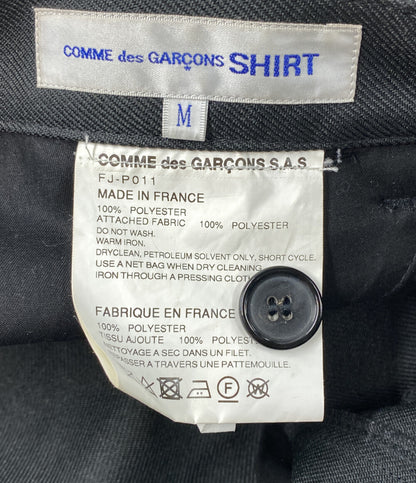 COMME des GARÇONS SHIRT
M
COMME des GARÇONS S.A.S.
FJ-P011
MADE IN FRANCE
100% POLYESTER
ATTACHED FABRIC 100% POLYESTER
DO NOT WASH.
WARM IRON.
DRYCLEAN, PETROLEUM SOLVENT ONLY, SHORT CYCLE.
USE A NET BAG WHEN DRY CLEANING.
IRON THROUGH A PRESSING CLOTH
FABRIQUE EN FRANCE
100% POLYESTER
TISSU AJOUTE 100% POLYESTER
NETTOYAGE A SEC DANS UN FILET.
REPASSER A TRAVERS UNE PATTEMOUILLE.
F
W